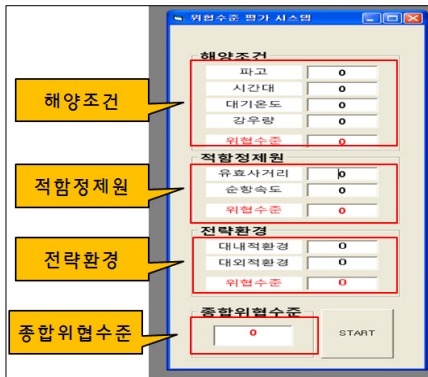 위협수준 평가 시스템
해양조건
해양조건
파고 0
시간대 0
대기온도 0
강우량 0
위협수준 0
적함정제원
적함정제원
유효사거리 0
순항속도 0
위협수준 0
전략환경
전략환경
대내적환경 0
대외적환경 0
위협수준 0
종합위협수준
종합위협수준
0
START